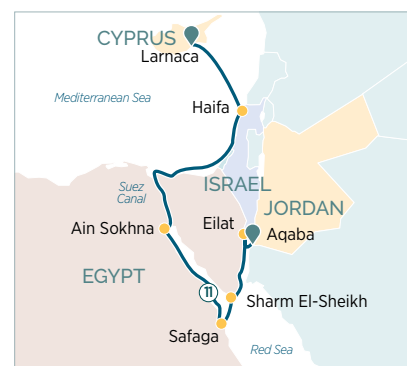 CYPRUS
Larnaca
Mediterranean Sea
Haifa
Suez
Canal
ISRAEL
JORDAN
Eilat
Aqaba
Ain Sokhna
EGYPT
11
Sharm El-Sheikh
Safaga
Red Sea